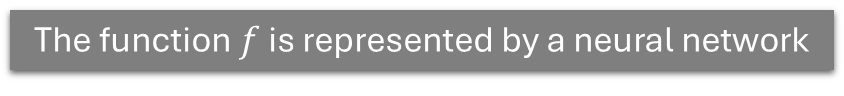 The function f is represented by a neural network